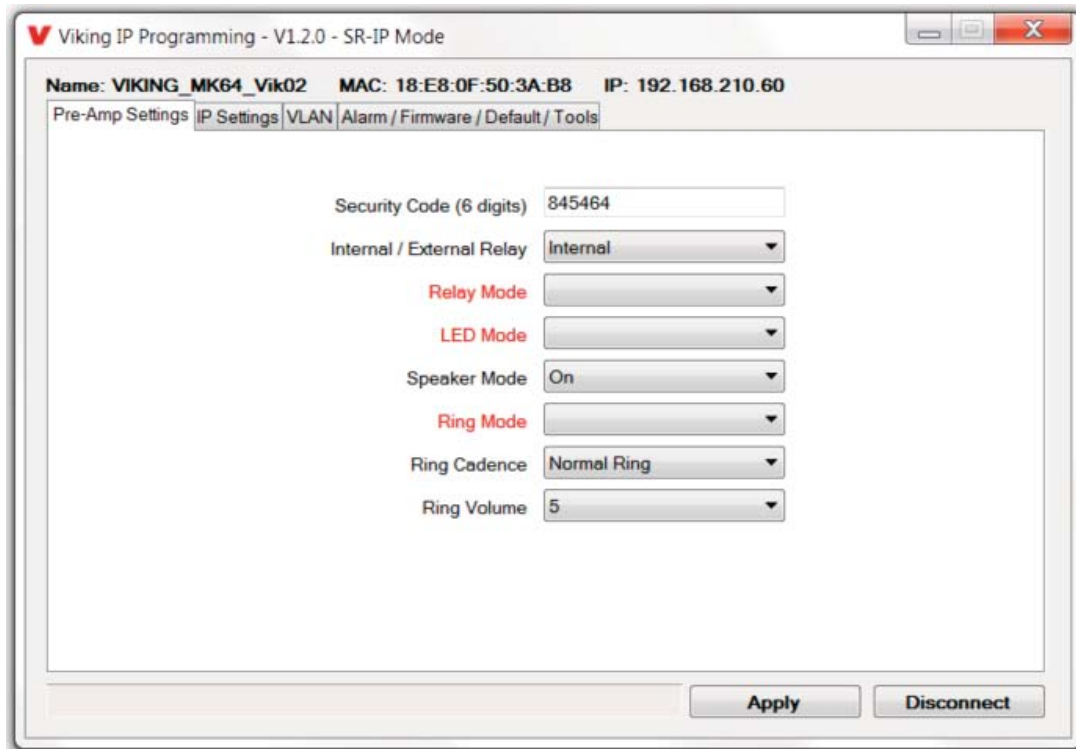 Viking IP Programming - V1.2.0 - SR-IP Mode
Name: VIKING_MK64_Vik02 MAC: 18:E8:0F:50:3A:B8 IP: 192.168.210.60
Pre-Amp Settings IP Settings VLAN Alarm / Firmware / Default / Tools
Security Code (6 digits) 845464
Internal / External Relay Internal
Relay Mode
LED Mode
Speaker Mode On
Ring Mode
Ring Cadence Normal Ring
Ring Volume 5
Apply Disconnect